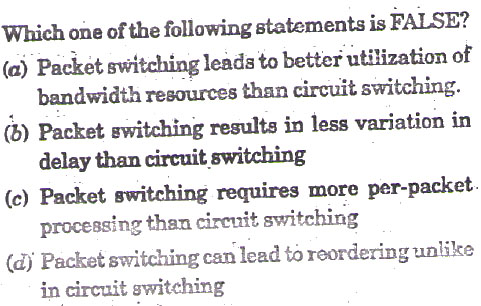 Which one of the following statements is FALSE?
(a) Packet switching leads to better utilization of
bandwidth resources than circuit switching.
(b) Packet switching results in less variation in
delay than circuit switching
(c) Packet switching requires more per-packet
processing than circuit switching
(d) Packet switching can lead to reordering unlike
in circuit switching